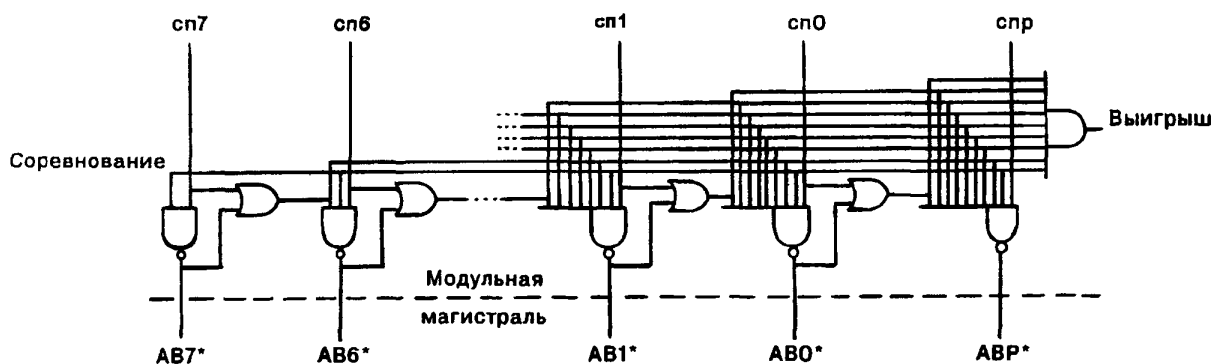 сп7 сп6 сп1 сп0 спр
Выигрыш
Соревнование
Модульная
магистраль
AB7* AB6* AB1* AB0* ABP*